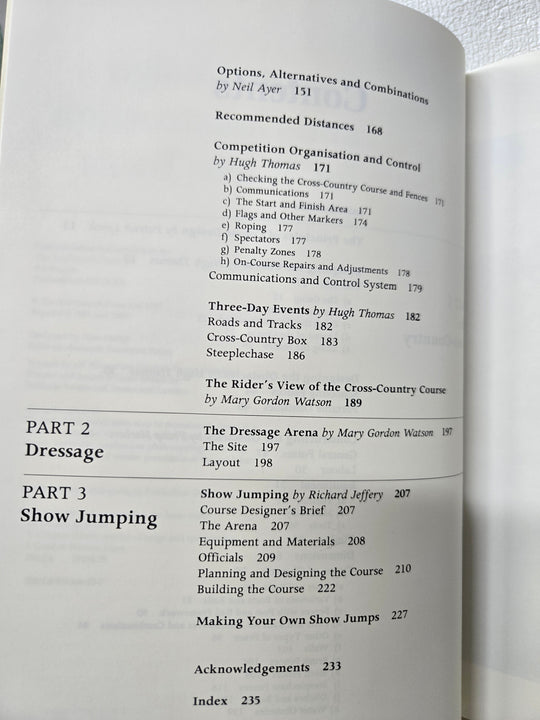 Options, Alternatives and Combinations
by Neil Ayer 151
Recommended Distances 168
Competition Organisation and Control
by Hugh Thomas 171
a) Checking the Cross-Country Course and Fences 171
b) Communications 171
c) The Start and Finish Area 171
d) Flags and Other Markers 174
e) Roping 177
f) Spectators 177
g) Penalty Zones 178
h) On-Course Repairs and Adjustments 178
Communications and Control System 179
Three-Day Events by Hugh Thomas 182
Roads and Tracks 182
Cross-Country Box 183
Steeplechase 186
The Rider's View of the Cross-Country Course
by Mary Gordon Watson 189
PART 2
Dressage
The Dressage Arena by Mary Gordon Watson 197
The Site 197
Layout 198
PART 3
Show Jumping
Show Jumping by Richard Jeffery 207
Course Designer's Brief 207
The Arena 207
Equipment and Materials 208
Officials 209
Planning and Designing the Course 210
Building the Course 222
Making Your Own Show Jumps 227
Acknowledgements 233
Index 235